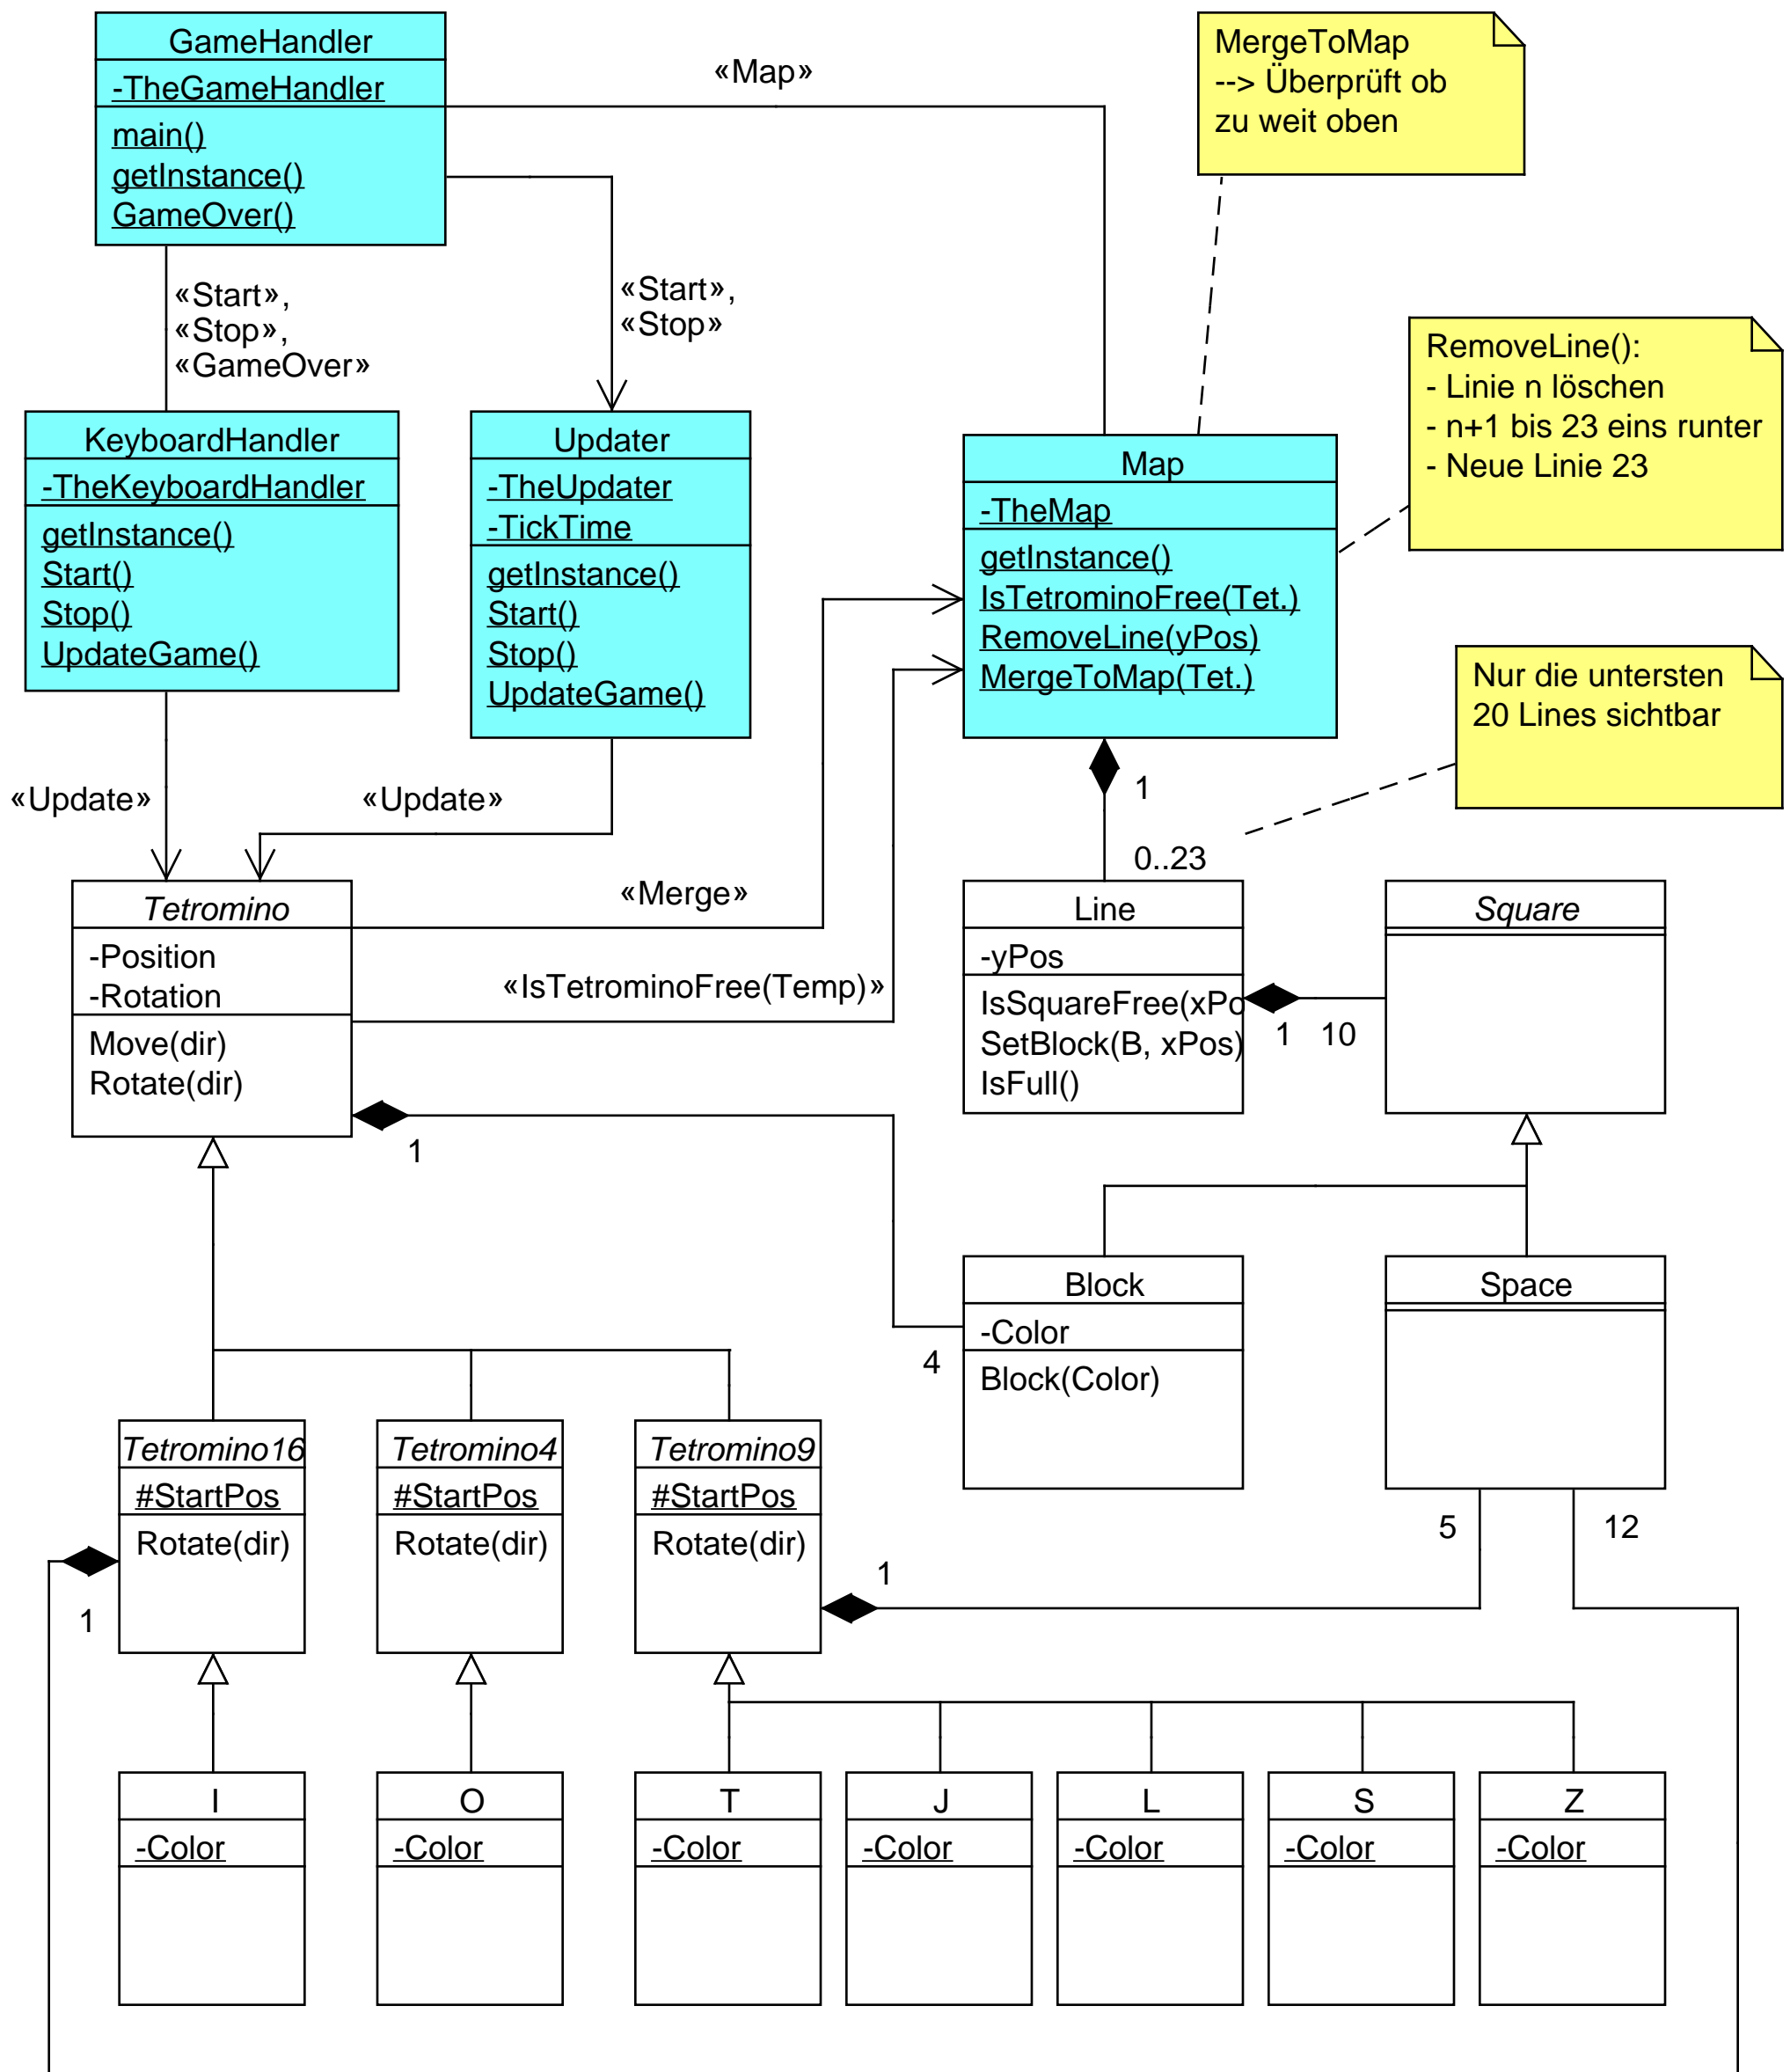 GameHandler
-TheGameHandler
main()
getInstance()
GameOver()
«Map»
MergeToMap
--> Überprüft ob
zu weit oben
«Start»,
«Stop»,
«GameOver»
«Start»,
«Stop»
RemoveLine():
- Linie n löschen
- n+1 bis 23 eins runter
- Neue Linie 23
KeyboardHandler
-TheKeyboardHandler
getInstance()
Start()
Stop()
UpdateGame()
Updater
-TheUpdater
-TickTime
getInstance()
Start()
Stop()
UpdateGame()
Map
-TheMap
getInstance()
IsTetrominoFree(Tet.)
RemoveLine(yPos)
MergeToMap(Tet.)
Nur die untersten
20 Lines sichtbar
«Update»
«Update»
1
0..23
«Merge»
«IsTetrominoFree(Temp)»
Tetromino
-Position
-Rotation
Move(dir)
Rotate(dir)
1
Line
-yPos
IsSquareFree(xPo
SetBlock(B, xPos)
IsFull()
1
10
Square
Block
-Color
Block(Color)
4
Space
5
12
Tetromino16
#StartPos
Rotate(dir)
1
Tetromino4
#StartPos
Rotate(dir)
Tetromino9
#StartPos
Rotate(dir)
1
I
-Color
O
-Color
T
-Color
J
-Color
L
-Color
S
-Color
Z
-Color